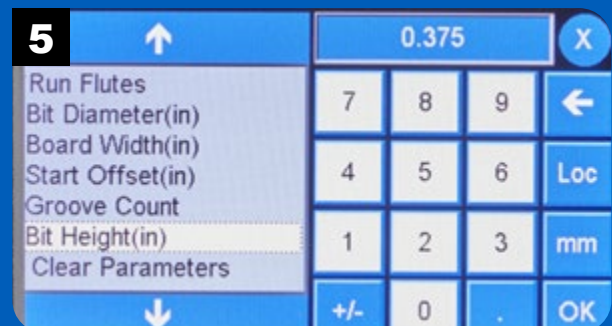 5
0.375
X
Run Flutes
Bit Diameter(in)
Board Width(in)
Start Offset(in)
Groove Count
Bit Height(in)
Clear Parameters
7 8 9
4 5 6 Loc
1 2 3 mm
+/- 0 . OK